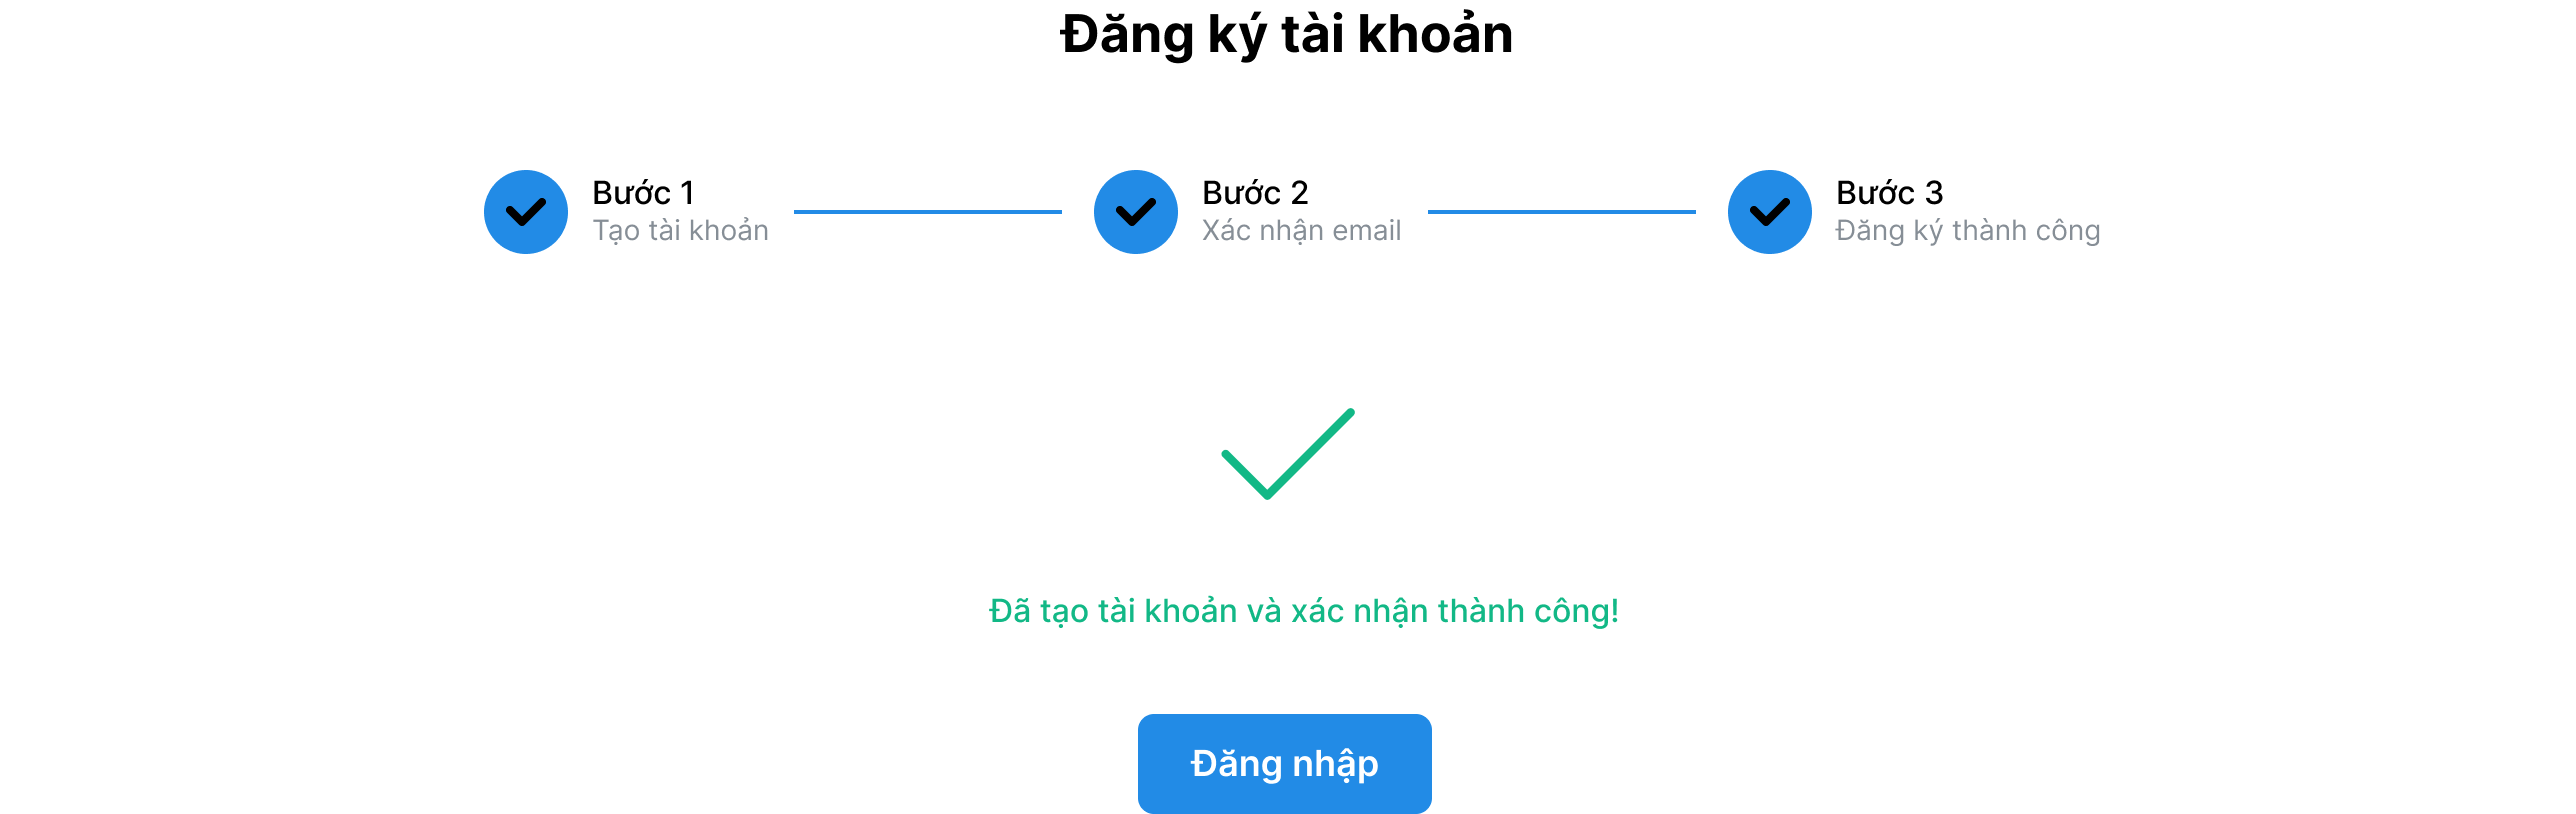 Đăng ký tài khoản
Bước 1
Tạo tài khoản
Bước 2
Xác nhận email
Bước 3
Đăng ký thành công
Đã tạo tài khoản và xác nhận thành công!
Đăng nhập